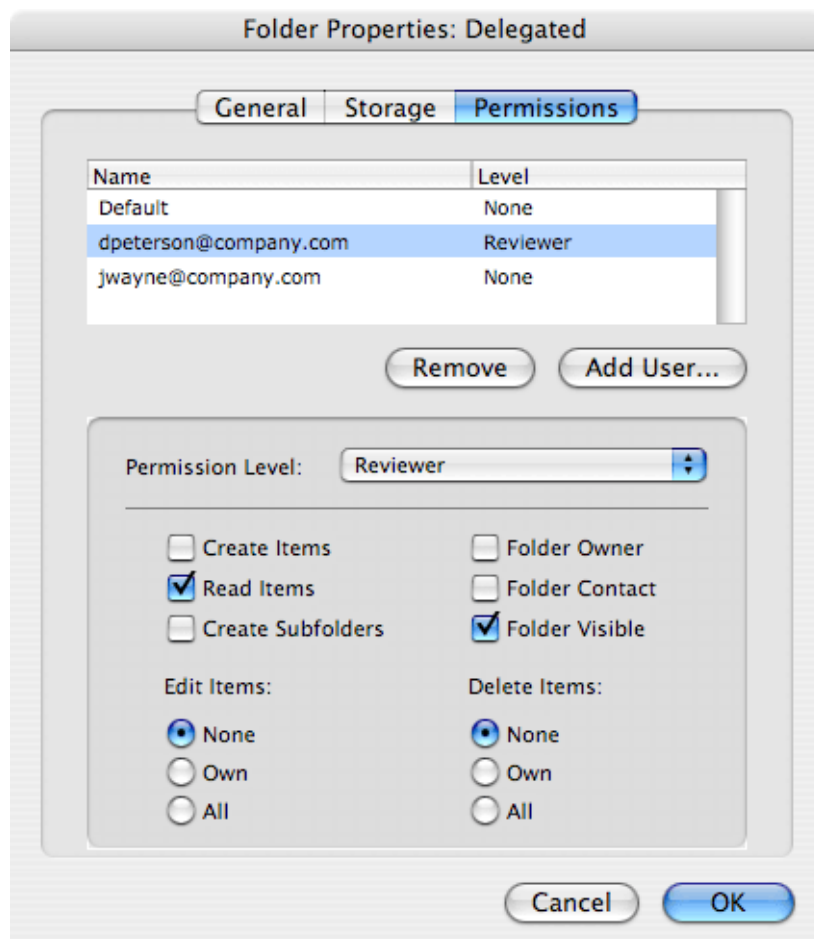 Folder Properties: Delegated
General Storage Permissions
Name Level
Default None
dpeterson@company.com Reviewer
jwayne@company.com None
Remove Add User...
Permission Level: Reviewer
Create Items Folder Owner
Read Items Folder Contact
Create Subfolders Folder Visible
Edit Items: Delete Items:
None None
Own Own
All All
Cancel OK